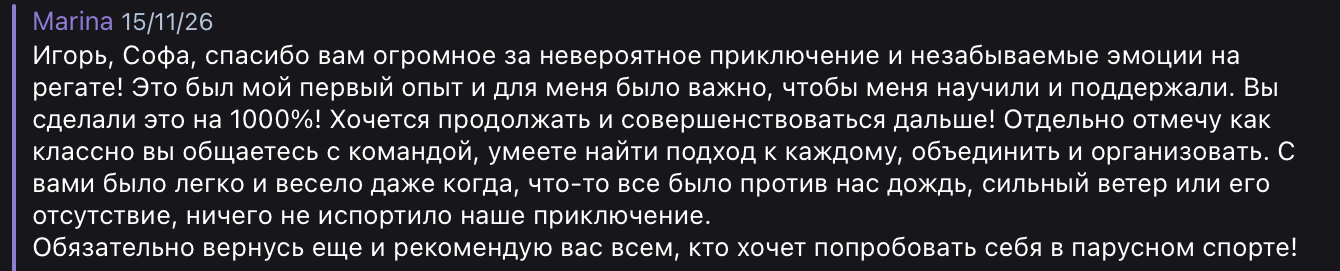 Marina 15/11/26
Игорь, Софа, спасибо вам огромное за невероятное приключение и незабываемые эмоции на
регате! Это был мой первый опыт и для меня было важно, чтобы меня научили и поддержали. Вы
сделали это на 1000%! Хочется продолжать и совершенствоваться дальше! Отдельно отмечу как
классно вы общаетесь с командой, умеете найти подход к каждому, объединить и организовать. С
вами было легко и весело даже когда, что-то все было против нас дождь, сильный ветер или его
отсутствие, ничего не испортило наше приключение.
Обязательно вернусь еще и рекомендую вас всем, кто хочет попробовать себя в парусном спорте!